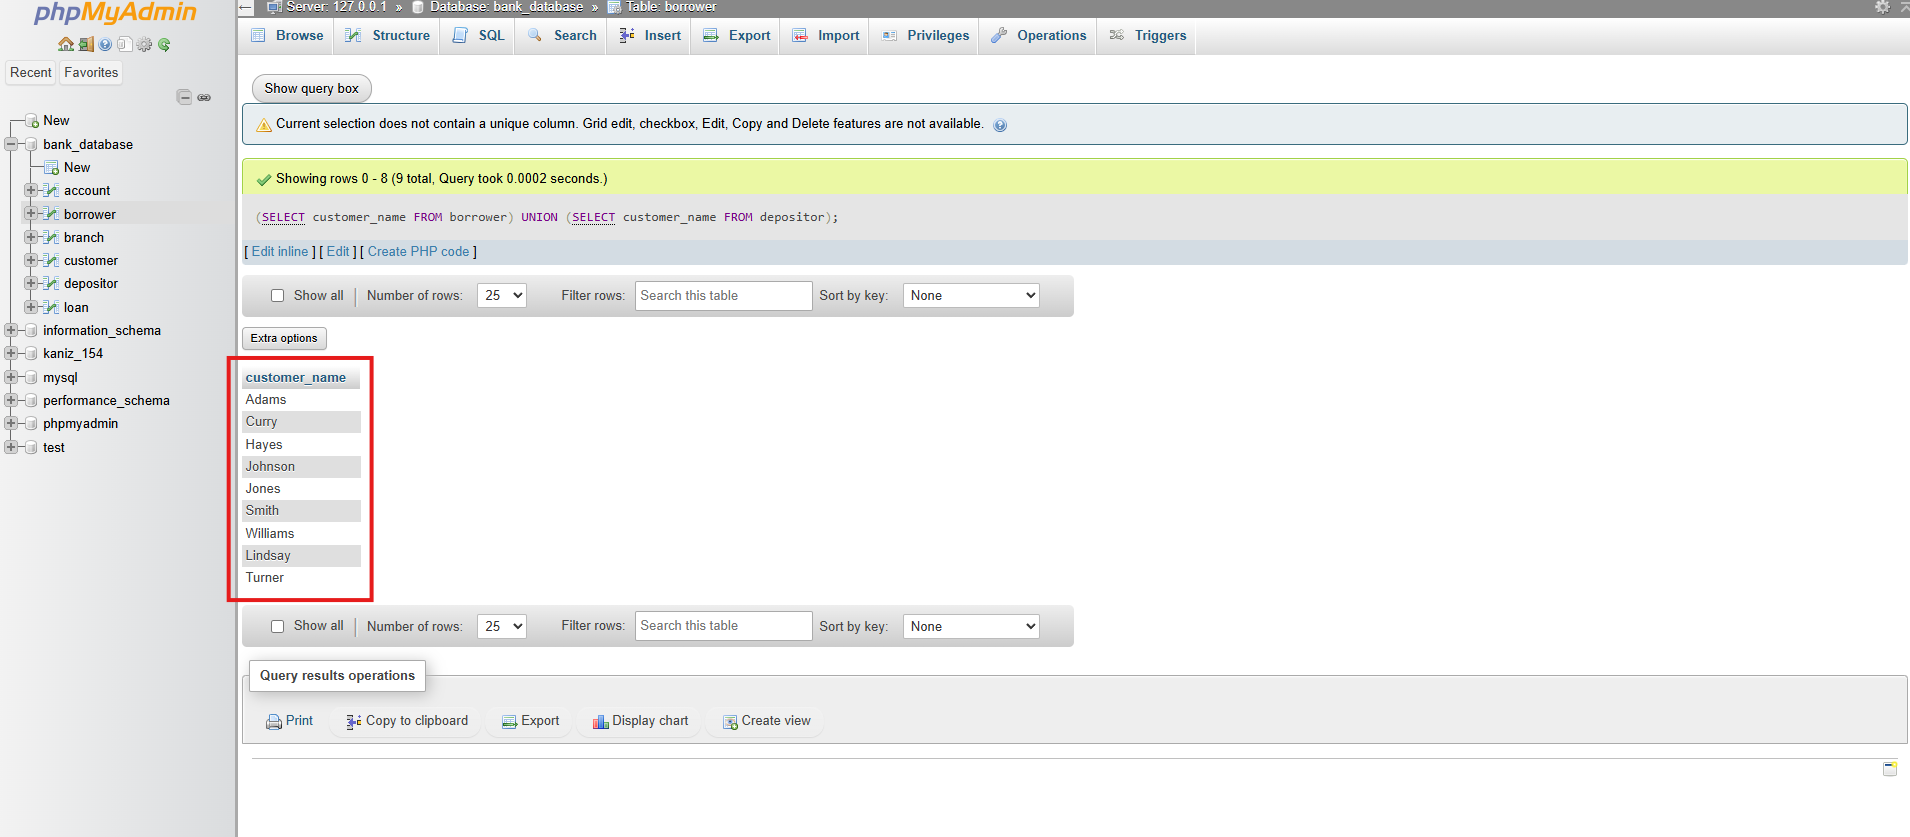 phpMyAdmin
Recent Favorites
New
bank_database
New
account
borrower
branch
customer
depositor
loan
information_schema
kaniz_154
mysql
performance_schema
phpmyadmin
test
Server: 127.0.0.1 » Database: bank_database » Table: borrower
Browse Structure SQL Search Insert Export Import Privileges Operations Triggers
Show query box
Current selection does not contain a unique column. Grid edit, checkbox, Edit, Copy and Delete features are not available.
Showing rows 0 - 8 (9 total, Query took 0.0002 seconds.)
(SELECT customer_name FROM borrower) UNION (SELECT customer_name FROM depositor);
[ Edit inline ] [ Edit ] [ Create PHP code ]
Show all Number of rows: 25 Filter rows: Search this table Sort by key: None
Extra options
customer_name
Adams
Curry
Hayes
Johnson
Jones
Smith
Williams
Lindsay
Turner
Show all Number of rows: 25 Filter rows: Search this table Sort by key: None
Query results operations
Print Copy to clipboard Export Display chart Create view